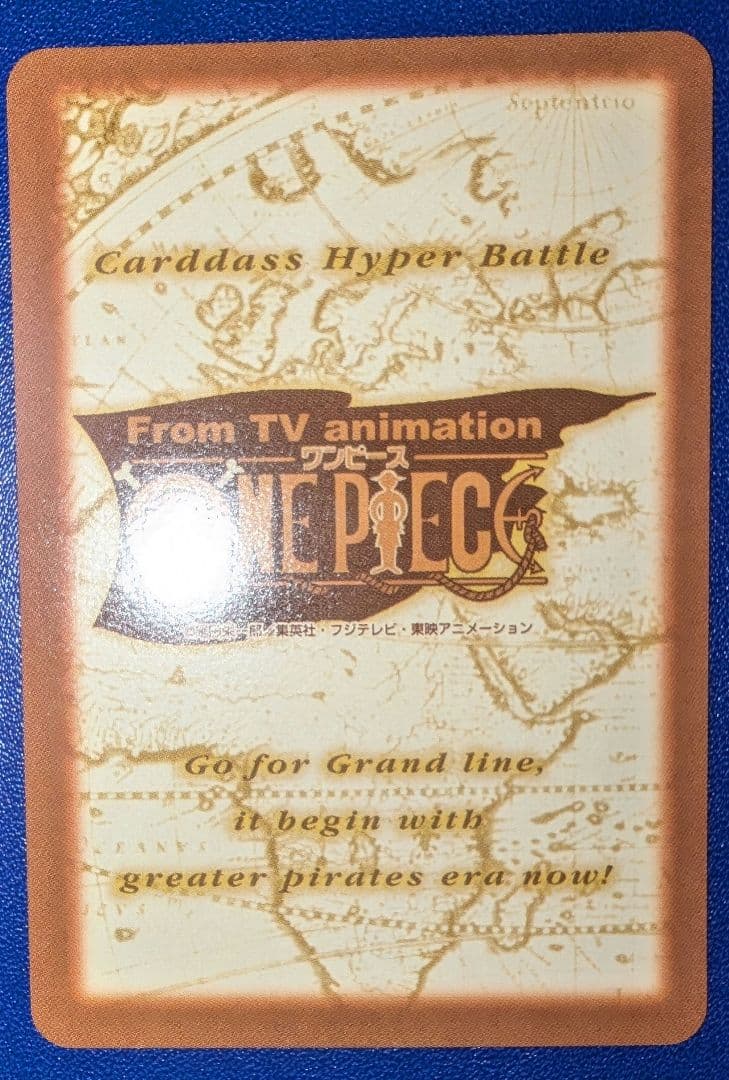 Septentrio
Carddass Hyper Battle
From TV animation
ワンピース
ONE PIECE
集英社・フジテレビ・東映アニメーション
Go for Grand line,
it begin with
greater pirates era now!